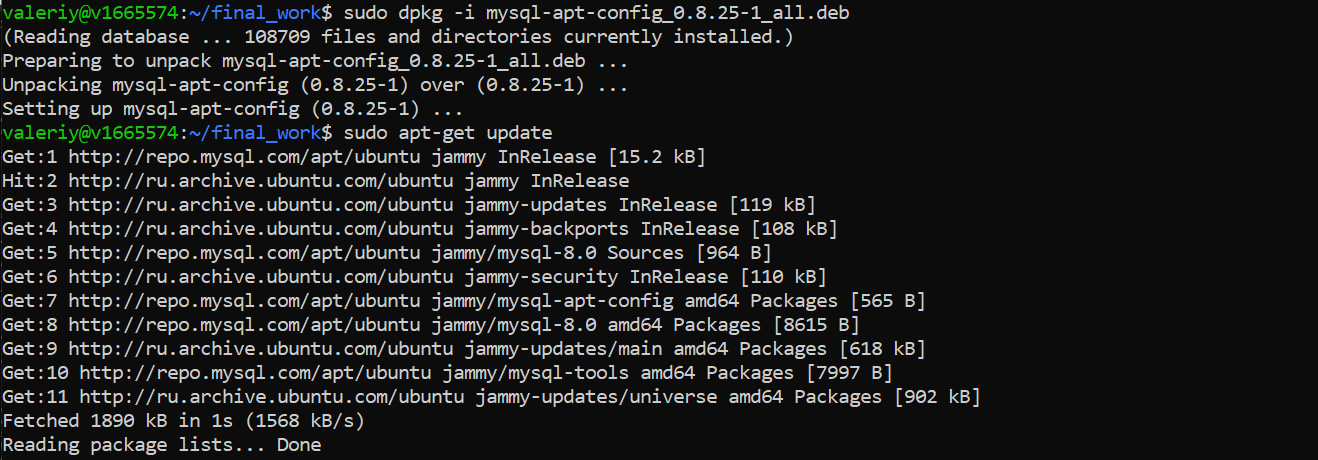 valeriy@v1665574:~/final_work$ sudo dpkg -i mysql-apt-config_0.8.25-1_all.deb
(Reading database ... 108709 files and directories currently installed.)
Preparing to unpack mysql-apt-config_0.8.25-1_all.deb ...
Unpacking mysql-apt-config (0.8.25-1) over (0.8.25-1) ...
Setting up mysql-apt-config (0.8.25-1) ...
valeriy@v1665574:~/final_work$ sudo apt-get update
Get:1 http://repo.mysql.com/apt/ubuntu jammy InRelease [15.2 kB]
Hit:2 http://ru.archive.ubuntu.com/ubuntu jammy InRelease
Get:3 http://ru.archive.ubuntu.com/ubuntu jammy-updates InRelease [119 kB]
Get:4 http://ru.archive.ubuntu.com/ubuntu jammy-backports InRelease [108 kB]
Get:5 http://repo.mysql.com/apt/ubuntu jammy/mysql-8.0 Sources [964 B]
Get:6 http://ru.archive.ubuntu.com/ubuntu jammy-security InRelease [110 kB]
Get:7 http://repo.mysql.com/apt/ubuntu jammy/mysql-apt-config amd64 Packages [565 B]
Get:8 http://repo.mysql.com/apt/ubuntu jammy/mysql-8.0 amd64 Packages [8615 B]
Get:9 http://ru.archive.ubuntu.com/ubuntu jammy-updates/main amd64 Packages [618 kB]
Get:10 http://repo.mysql.com/apt/ubuntu jammy/mysql-tools amd64 Packages [7997 B]
Get:11 http://ru.archive.ubuntu.com/ubuntu jammy-updates/universe amd64 Packages [902 kB]
Fetched 1890 kB in 1s (1568 kB/s)
Reading package lists... Done